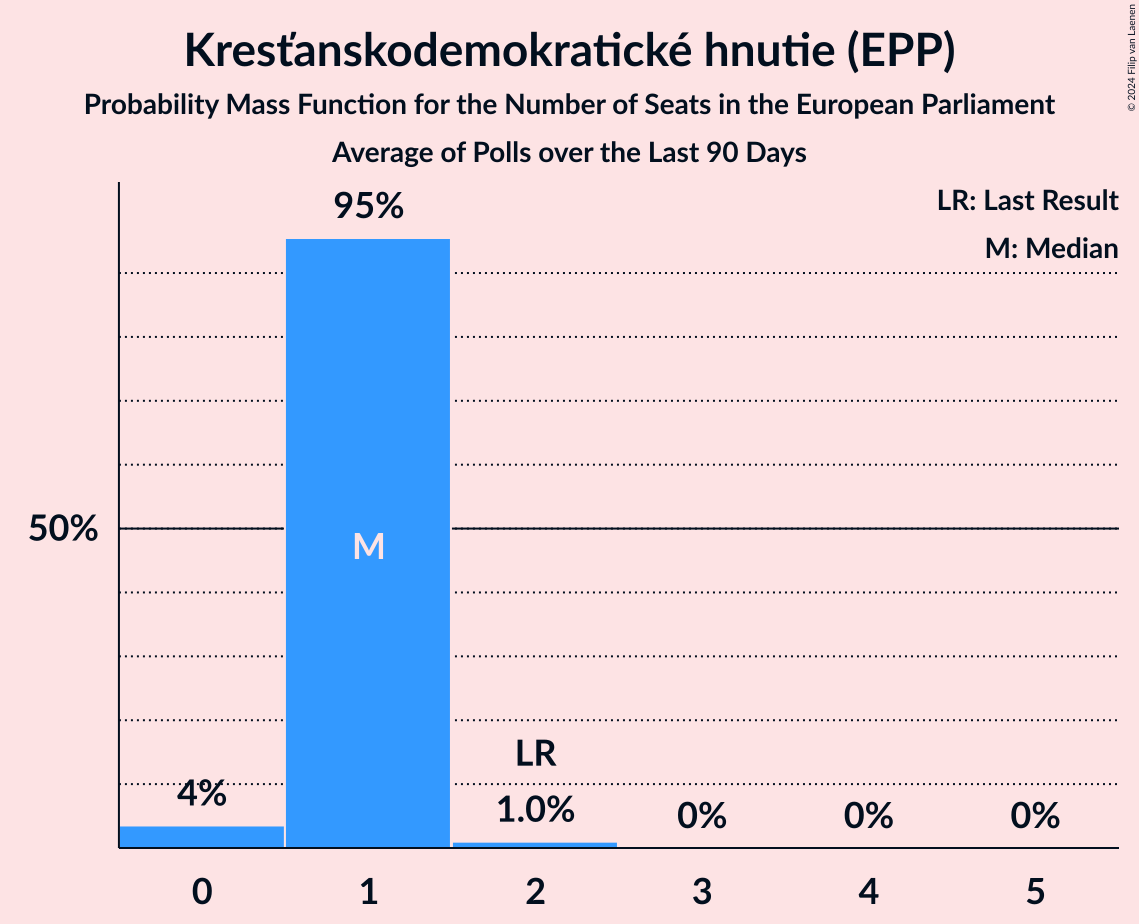 Kresťanskodemokratické hnutie (EPP)
Probability Mass Function for the Number of Seats in the European Parliament
Average of Polls over the Last 90 Days
© 2024 Filip van Laenen
LR: Last Result
M: Median
95%
50%
M
LR
4%
1.0%
0%
0%
0%
0
1
2
3
4
5